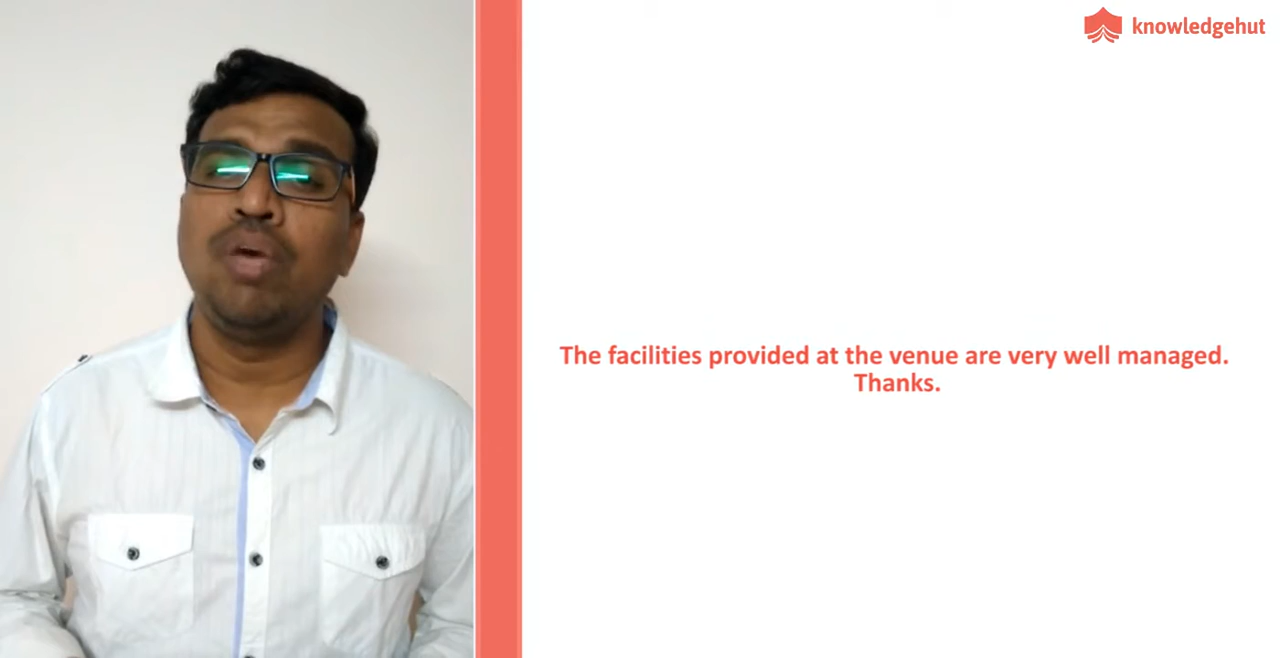 knowledgehut
The facilities provided at the venue are very well managed.
Thanks.